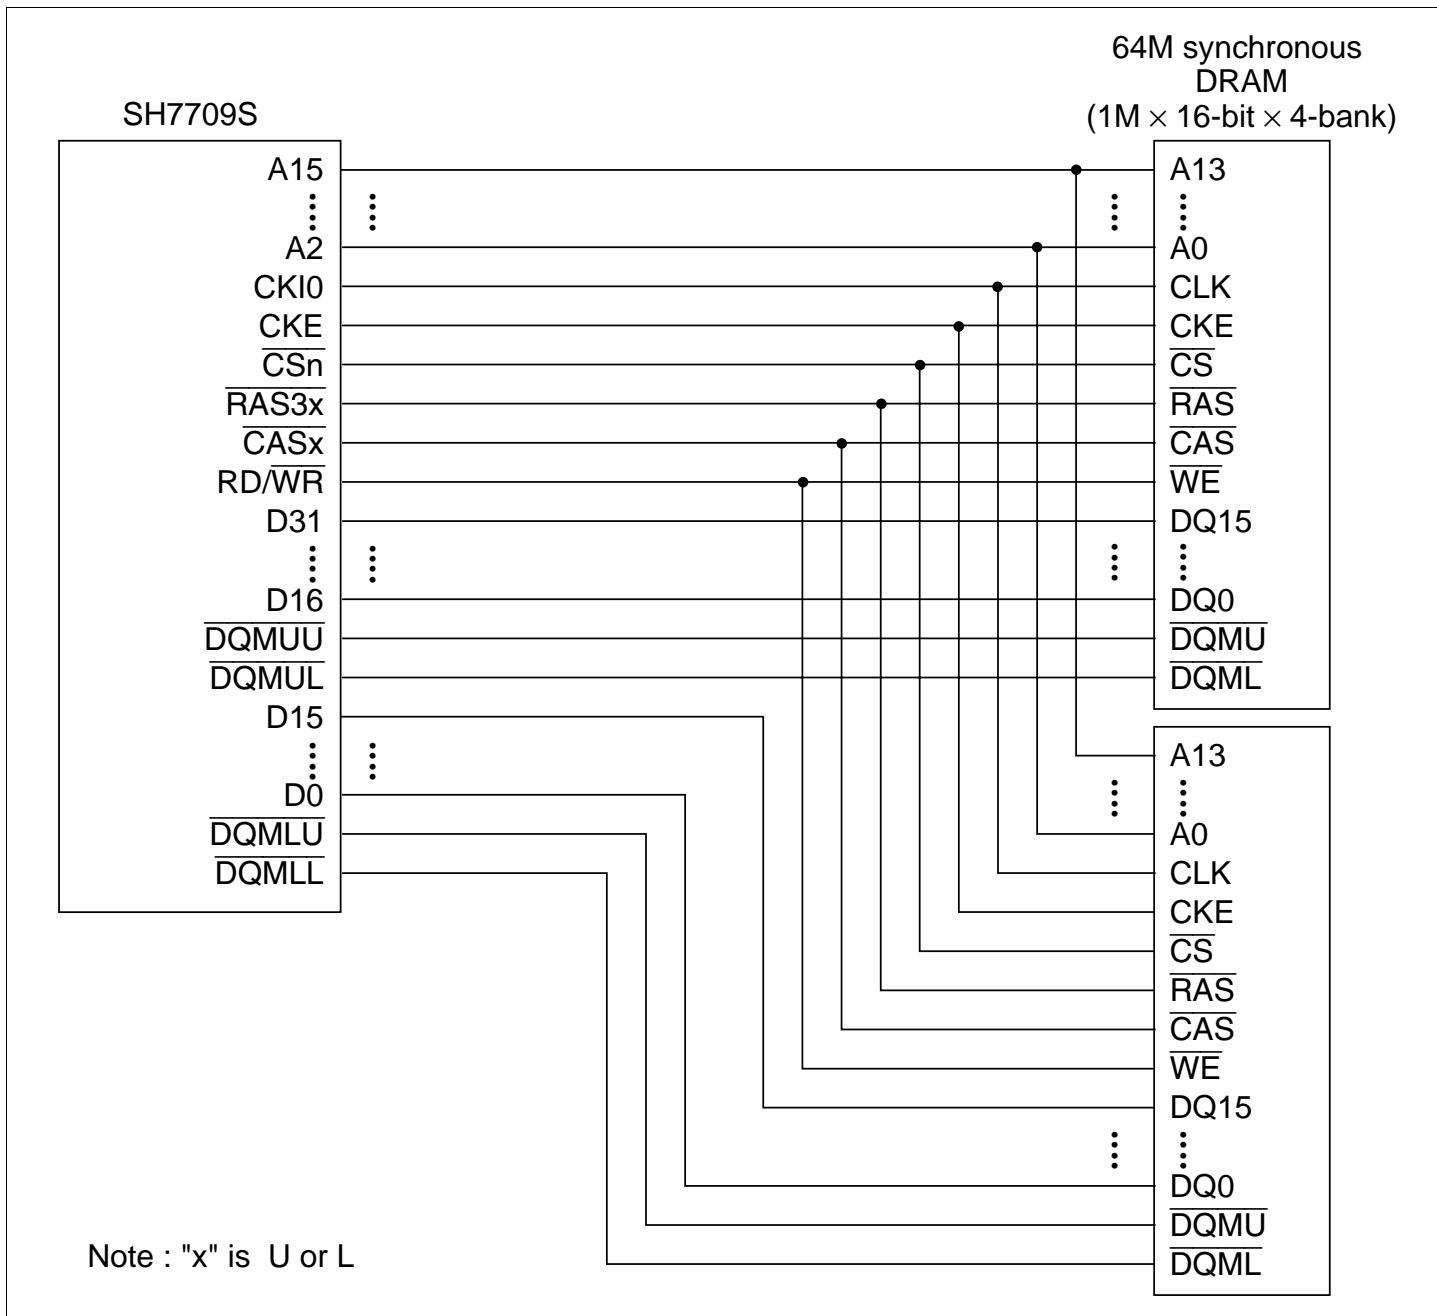 64M synchronous
DRAM
(1M × 16-bit × 4-bank)
SH7709S
A15
A2
CKI0
CKE
CSn
RAS3x
CASx
RD/WR
D31
D16
DQMUU
DQMUL
D15
D0
DQMLU
DQMLL
A13
A0
CLK
CKE
CS
RAS
CAS
WE
DQ15
DQ0
DQMU
DQML
A13
A0
CLK
CKE
CS
RAS
CAS
WE
DQ15
DQ0
DQMU
DQML
Note : "x" is U or L